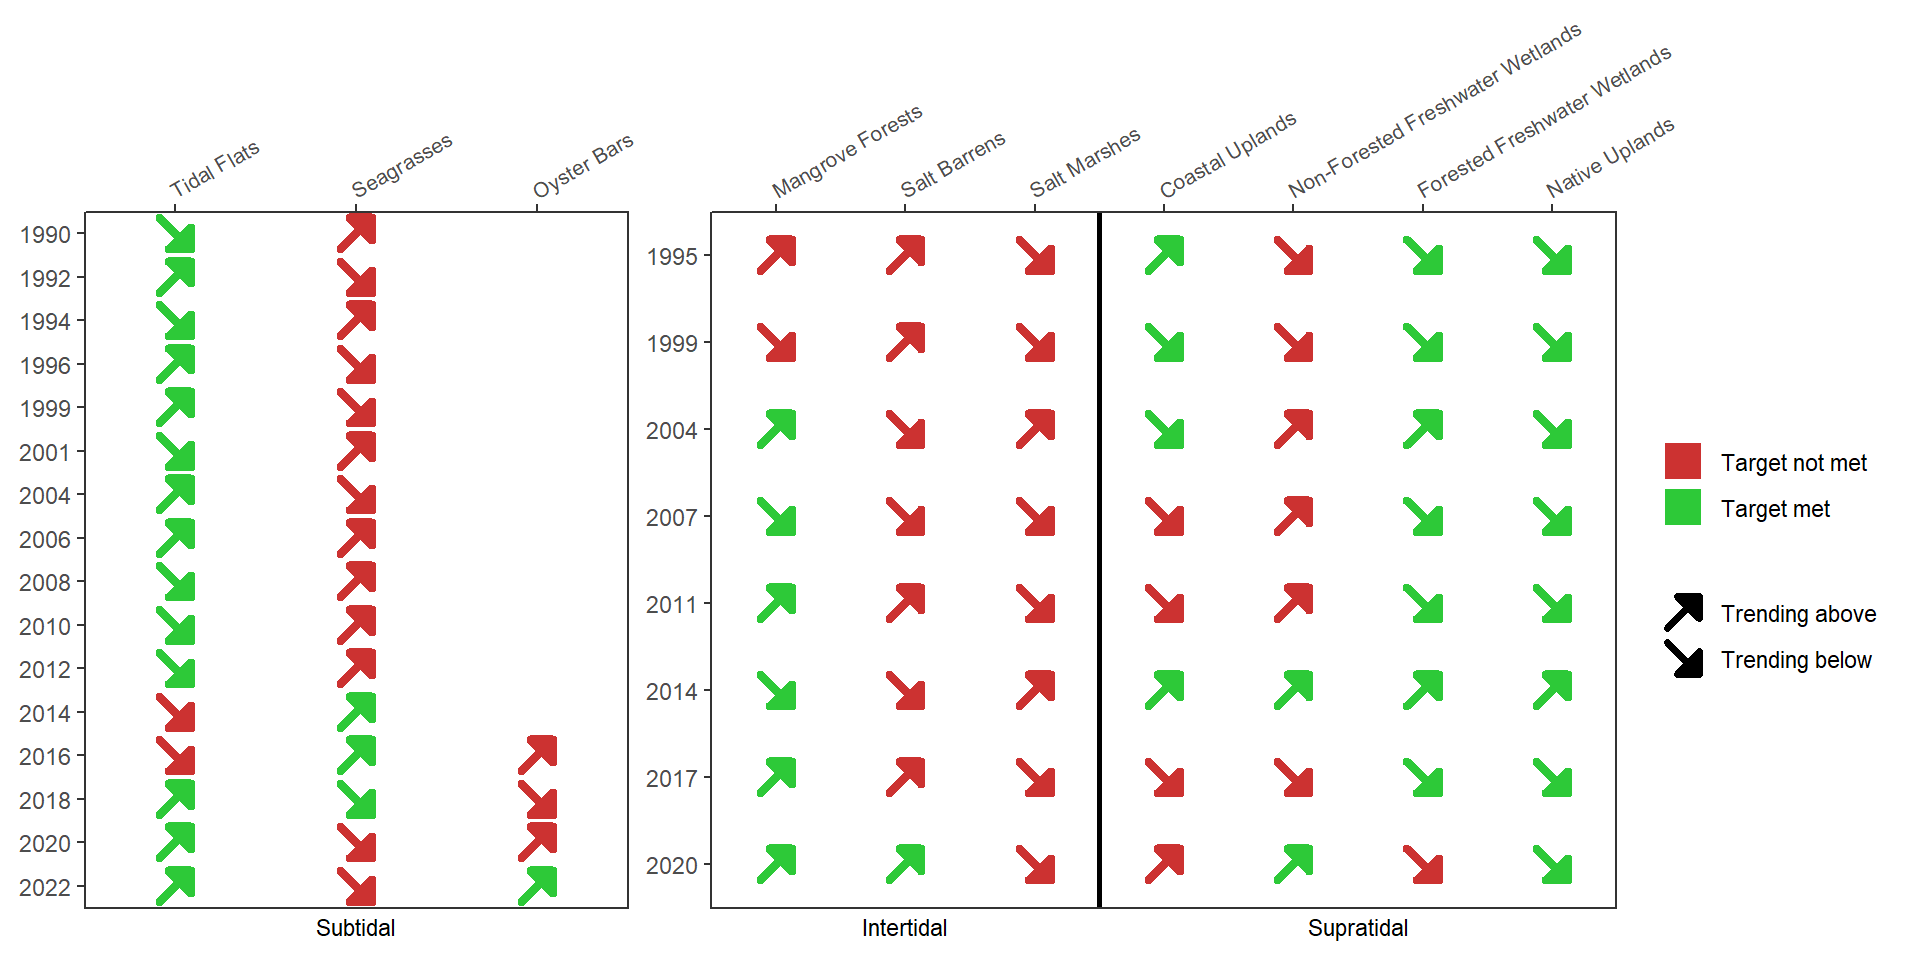 Tidal Flats
Seagrasses
Oyster Bars
Mangrove Forests
Salt Barrens
Salt Marshes
Coastal Uplands
Non-Forested Freshwater Wetlands
Forested Freshwater Wetlands
Native Uplands
1990
1992
1994
1996
1999
2001
2004
2006
2008
2010
2012
2014
2016
2018
2020
2022
Subtidal
1995
1999
2004
2007
2011
2014
2017
2020
Intertidal
Supratidal
Target not met
Target met
Trending above
Trending below